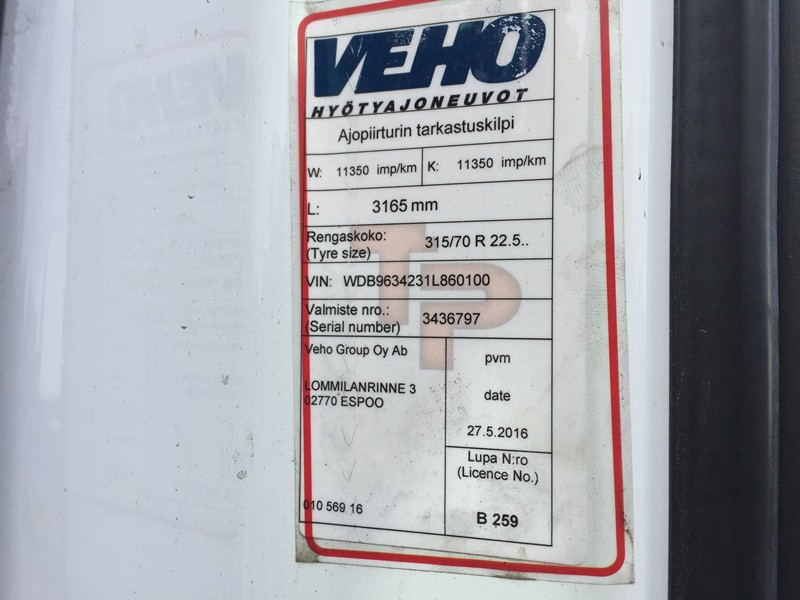 VEHO
HYÖTYAJONEUVOT
Ajopiirturin tarkastuskilpi
W: 11350 imp/km K: 11350 imp/km
L: 3165 mm
Rengaskoko: 315/70 R 22.5..
(Tyre size)
VIN: WDB9634231L860100
Valmiste nro.: 3436797
(Serial number)
TP
Veho Group Oy Ab
LOMMILANRINNE 3
02770 ESPOO
010 569 16
pvm
date
27.5.2016
Lupa N:ro
(Licence No.)
B 259